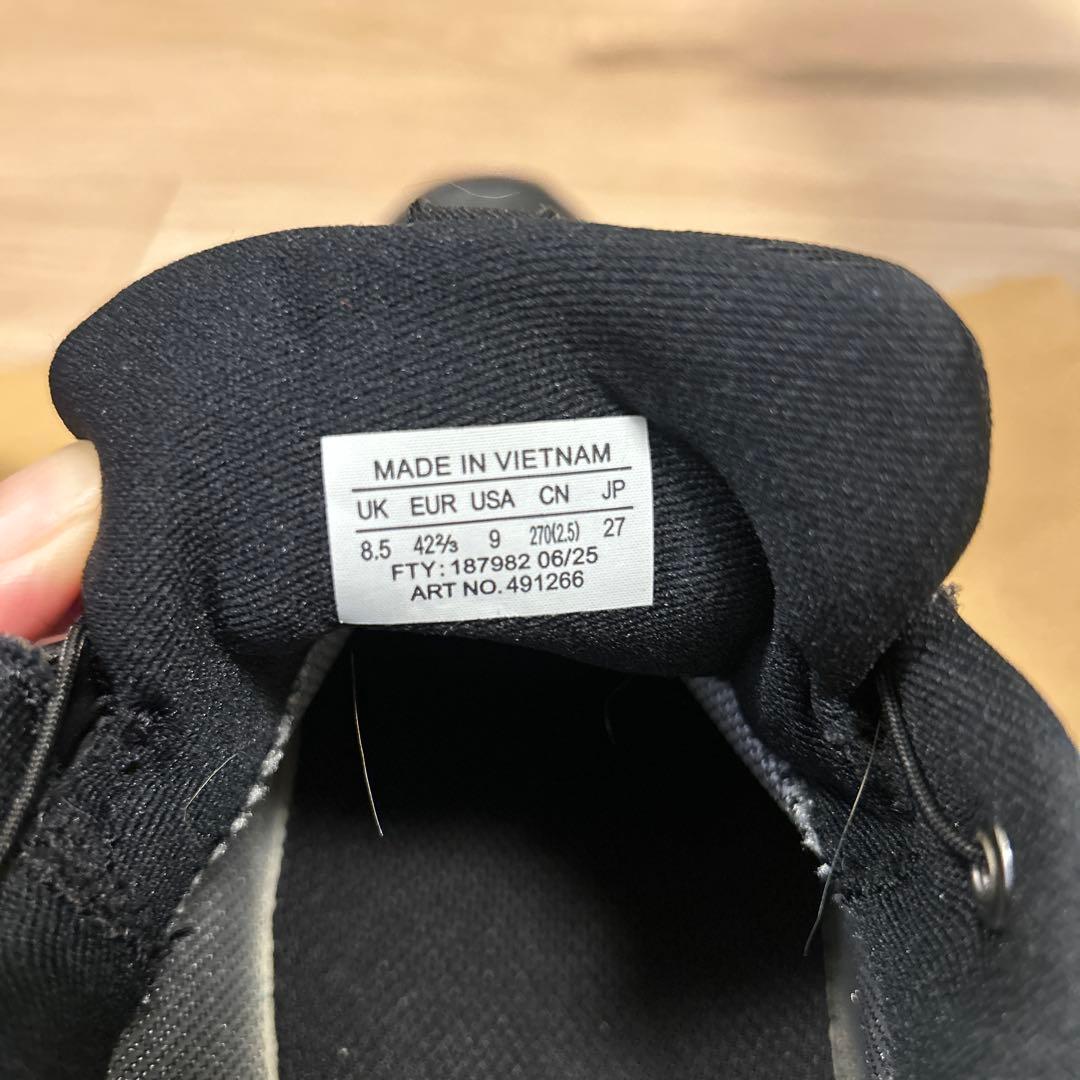 MADE IN VIETNAM
UK EUR USA CN JP
8.5 42⅔ 9 270(2.5) 27
FTY: 187982 06/25
ART NO. 491266